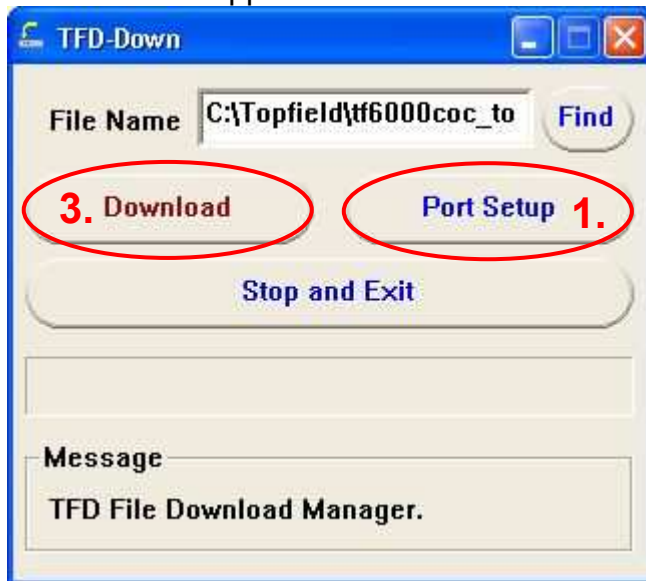 TFD-Down
File Name C:\Topfield\tf6000coc_to Find
3. Download Port Setup 1.
Stop and Exit
Message
TFD File Download Manager.